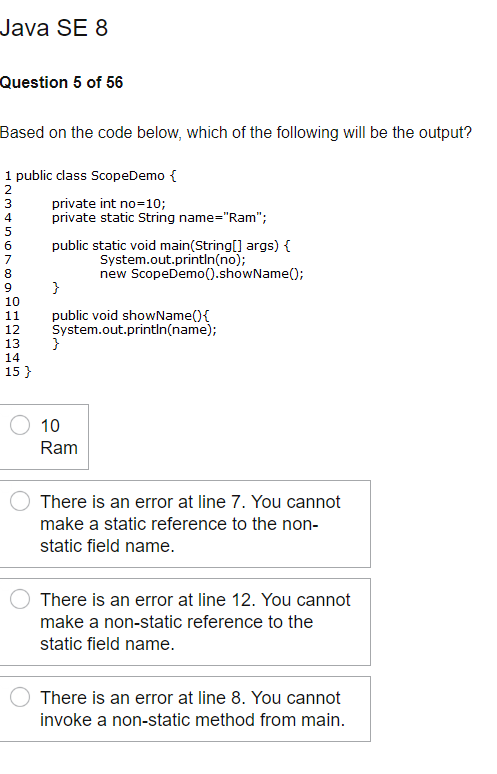 Java SE 8
Question 5 of 56
Based on the code below, which of the following will be the output?
1 public class ScopeDemo {
2
3 private int no=10;
4 private static String name="Ram";
5
6 public static void main(String[] args) {
7 System.out.println(no);
8 new ScopeDemo().showName();
9 }
10
11 public void showName(){
12 System.out.println(name);
13 }
14
15 }
10
Ram
There is an error at line 7. You cannot
make a static reference to the non-
static field name.
There is an error at line 12. You cannot
make a non-static reference to the
static field name.
There is an error at line 8. You cannot
invoke a non-static method from main.